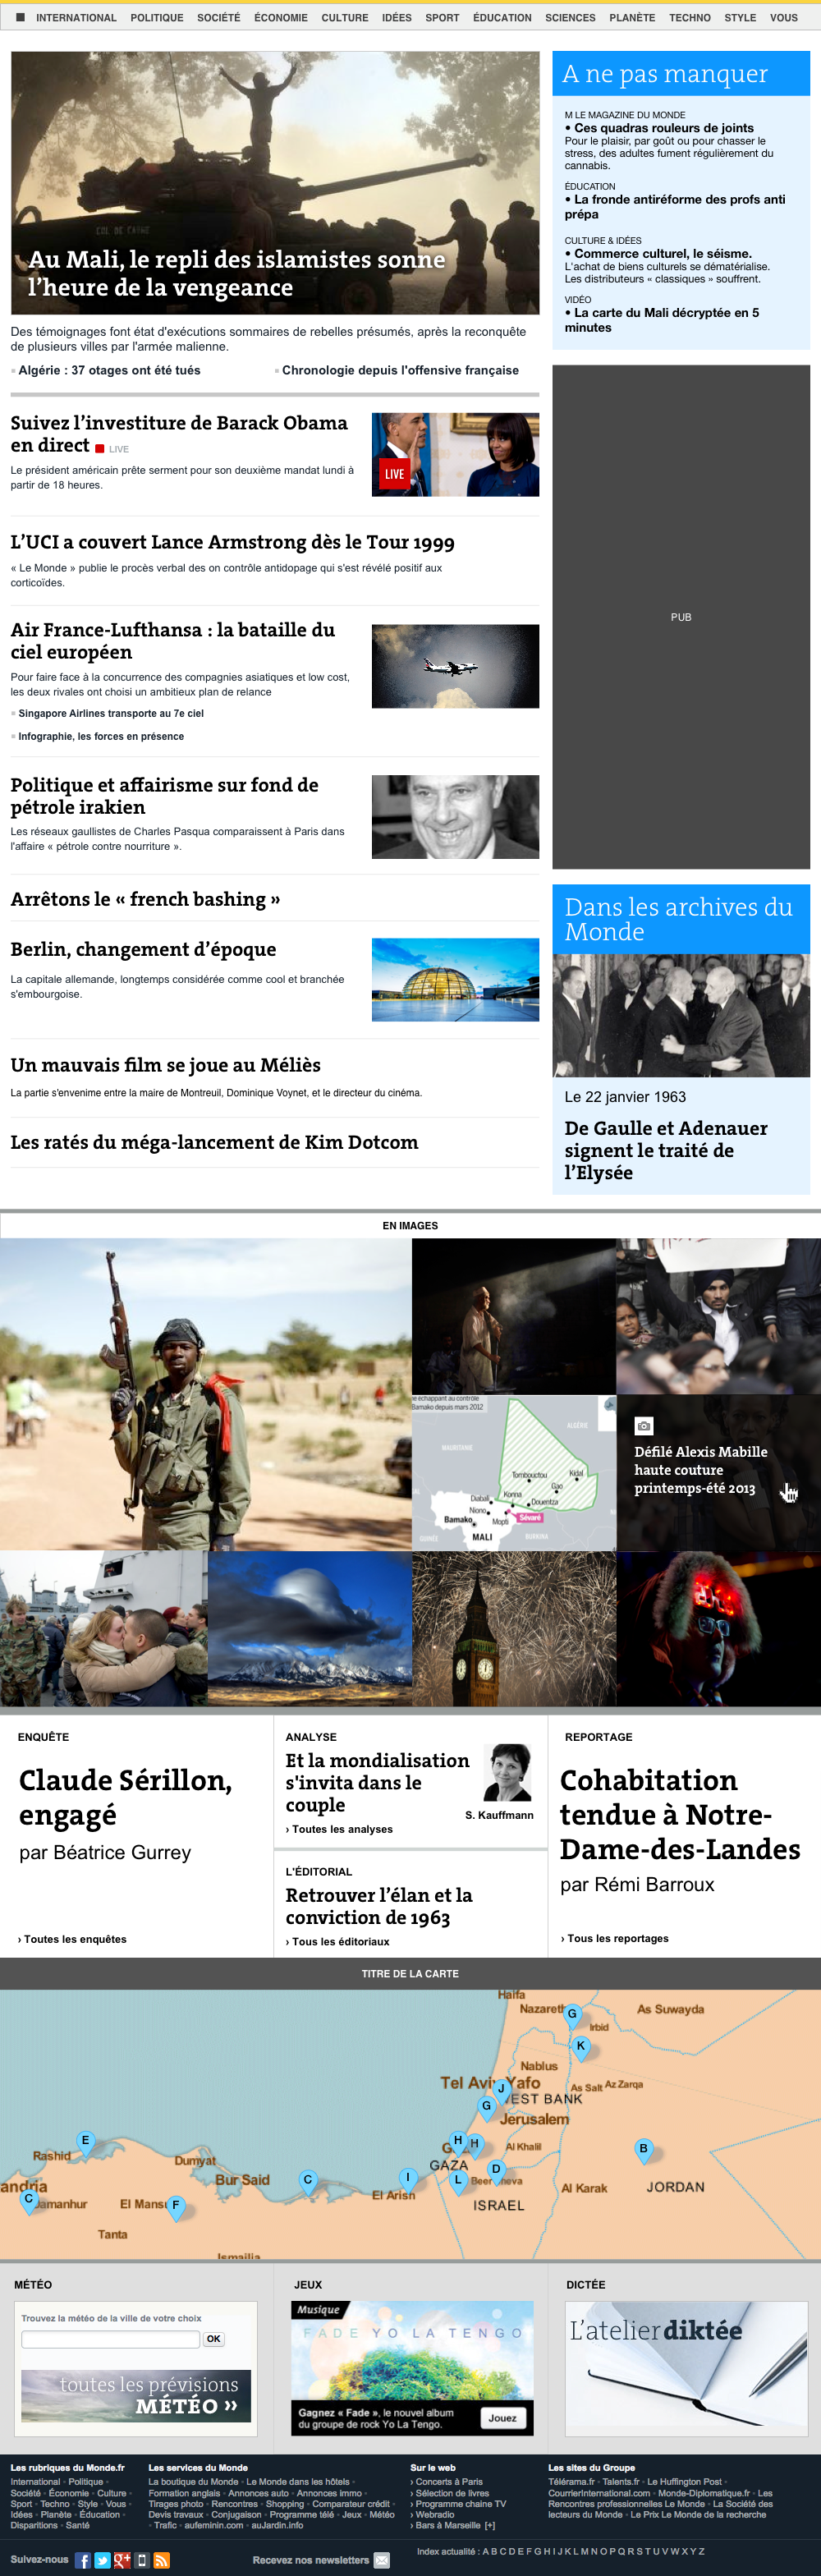 INTERNATIONAL POLITIQUE SOCIÉTÉ ÉCONOMIE CULTURE IDÉES SPORT ÉDUCATION SCIENCES PLANÈTE TECHNO STYLE VOUS
Au Mali, le repli des islamistes sonne
l'heure de la vengeance
Des témoignages font état d'exécutions sommaires de rebelles présumés, après la reconquête
de plusieurs villes par l'armée malienne.
Algérie : 37 otages ont été tués
Chronologie depuis l'offensive française
Suivez l'investiture de Barack Obama
en direct LIVE
Le président américain prête serment pour son deuxième mandat lundi à
partir de 18 heures.
LIVE
L'UCI a couvert Lance Armstrong dès le Tour 1999
« Le Monde » publie le procès verbal des on contrôle antidopage qui s'est révélé positif aux
corticoïdes.
Air France-Lufthansa : la bataille du
ciel européen
Pour faire face à la concurrence des compagnies asiatiques et low cost,
les deux rivales ont choisi un ambitieux plan de relance
Singapore Airlines transporte au 7e ciel
Infographie, les forces en présence
Politique et affairisme sur fond de
pétrole irakien
Les réseaux gaullistes de Charles Pasqua comparaissent à Paris dans
l'affaire « pétrole contre nourriture ».
Arrêtons le « french bashing »
Berlin, changement d'époque
La capitale allemande, longtemps considérée comme cool et branchée
s'embourgoise.
Un mauvais film se joue au Méliès
La partie s'envenime entre la maire de Montreuil, Dominique Voynet, et le directeur du cinéma.
Les ratés du méga-lancement de Kim Dotcom
A ne pas manquer
M LE MAGAZINE DU MONDE
• Ces quadras rouleurs de joints
Pour le plaisir, par goût ou pour chasser le
stress, des adultes fument régulièrement du
cannabis.
ÉDUCATION
• La fronde antiréforme des profs anti
prépa
CULTURE & IDÉES
• Commerce culturel, le séisme.
L'achat de biens culturels se dématérialise.
Les distributeurs « classiques » souffrent.
VIDÉO
• La carte du Mali décryptée en 5
minutes
PUB
Dans les archives du
Monde
Le 22 janvier 1963
De Gaulle et Adenauer
signent le traité de
l'Elysée
EN IMAGES
échappant au contrôle
Bamako depuis mars 2012
ALGÉRIE
MAURITANIE
Tombouctou
Kidal
Gao
Konna
Diabali
Douentza
Niono
Mopti
Sévaré
Bamako
MALI
GUINÉE
BURKINA
Défilé Alexis Mabille
haute couture
printemps-été 2013
ENQUÊTE
Claude Sérillon,
engagé
par Béatrice Gurrey
› Toutes les enquêtes
ANALYSE
Et la mondialisation
s'invita dans le
couple
S. Kauffmann
› Toutes les analyses
L'ÉDITORIAL
Retrouver l'élan et la
conviction de 1963
› Tous les éditoriaux
REPORTAGE
Cohabitation
tendue à Notre-
Dame-des-Landes
par Rémi Barroux
› Tous les reportages
TITRE DE LA CARTE
Haifa
Nazareth
G
As Suwayda
Irbid
K
Nablus
Tel Aviv-Yafo
J
As Salt
Az Zarqa
WEST BANK
G
Jerusalem
E
H
H
Al Khalil
B
Rashid
Dumyat
GAZA
D
Bur Said
C
I
L
Beersheva
andria
C
Damanhur
El Mansu
F
El Arish
ISRAEL
Al Karak
JORDAN
Tanta
Ismailia
MÉTÉO
Trouvez la météo de la ville de votre choix
OK
toutes les prévisions
MÉTÉO »
JEUX
Musique
FADE YO LA TENGO
Gagnez « Fade », le nouvel album
du groupe de rock Yo La Tengo.
Jouez
DICTÉE
L'atelier diktée
Les rubriques du Monde.fr
International · Politique ·
Société · Économie · Culture ·
Sport · Techno · Style · Vous ·
Idées · Planète · Éducation ·
Disparitions · Santé
Les services du Monde
La boutique du Monde · Le Monde dans les hôtels ·
Formation anglais · Annonces auto · Annonces immo ·
Tirages photo · Rencontres · Shopping · Comparateur crédit ·
Devis travaux · Conjugaison · Programme télé · Jeux · Météo
· Trafic · aufeminin.com · auJardin.info
Sur le web
› Concerts à Paris
› Sélection de livres
› Programme chaine TV
› Webradio
› Bars à Marseille [+]
Les sites du Groupe
Télérama.fr · Talents.fr · Le Huffington Post ·
CourrierInternational.com · Monde-Diplomatique.fr · Les
Rencontres professionnelles Le Monde · La Société des
lecteurs du Monde · Le Prix Le Monde de la recherche
Suivez-nous
Recevez nos newsletters
Index actualité : A B C D E F G H I J K L M N O P Q R S T U V W X Y Z